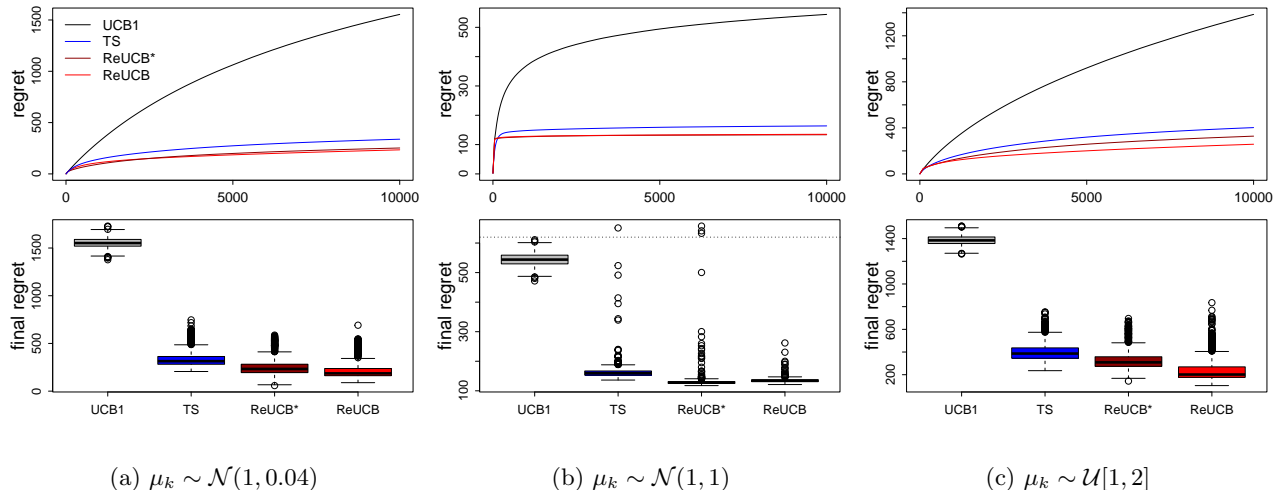 regret
0 500 1000 1500
UCB1
TS
ReUCB*
ReUCB
0 5000 10000
regret
0 100 300 500
0 5000 10000
regret
0 400 800 1200
0 5000 10000
final regret
0 500 1000 1500
UCB1 TS ReUCB* ReUCB
final regret
100 300 500
UCB1 TS ReUCB* ReUCB
final regret
200 600 1000 1400
UCB1 TS ReUCB* ReUCB
(a) μ_k ∼ 𝒩(1, 0.04)
(b) μ_k ∼ 𝒩(1, 1)
(c) μ_k ∼ 𝒰[1, 2]